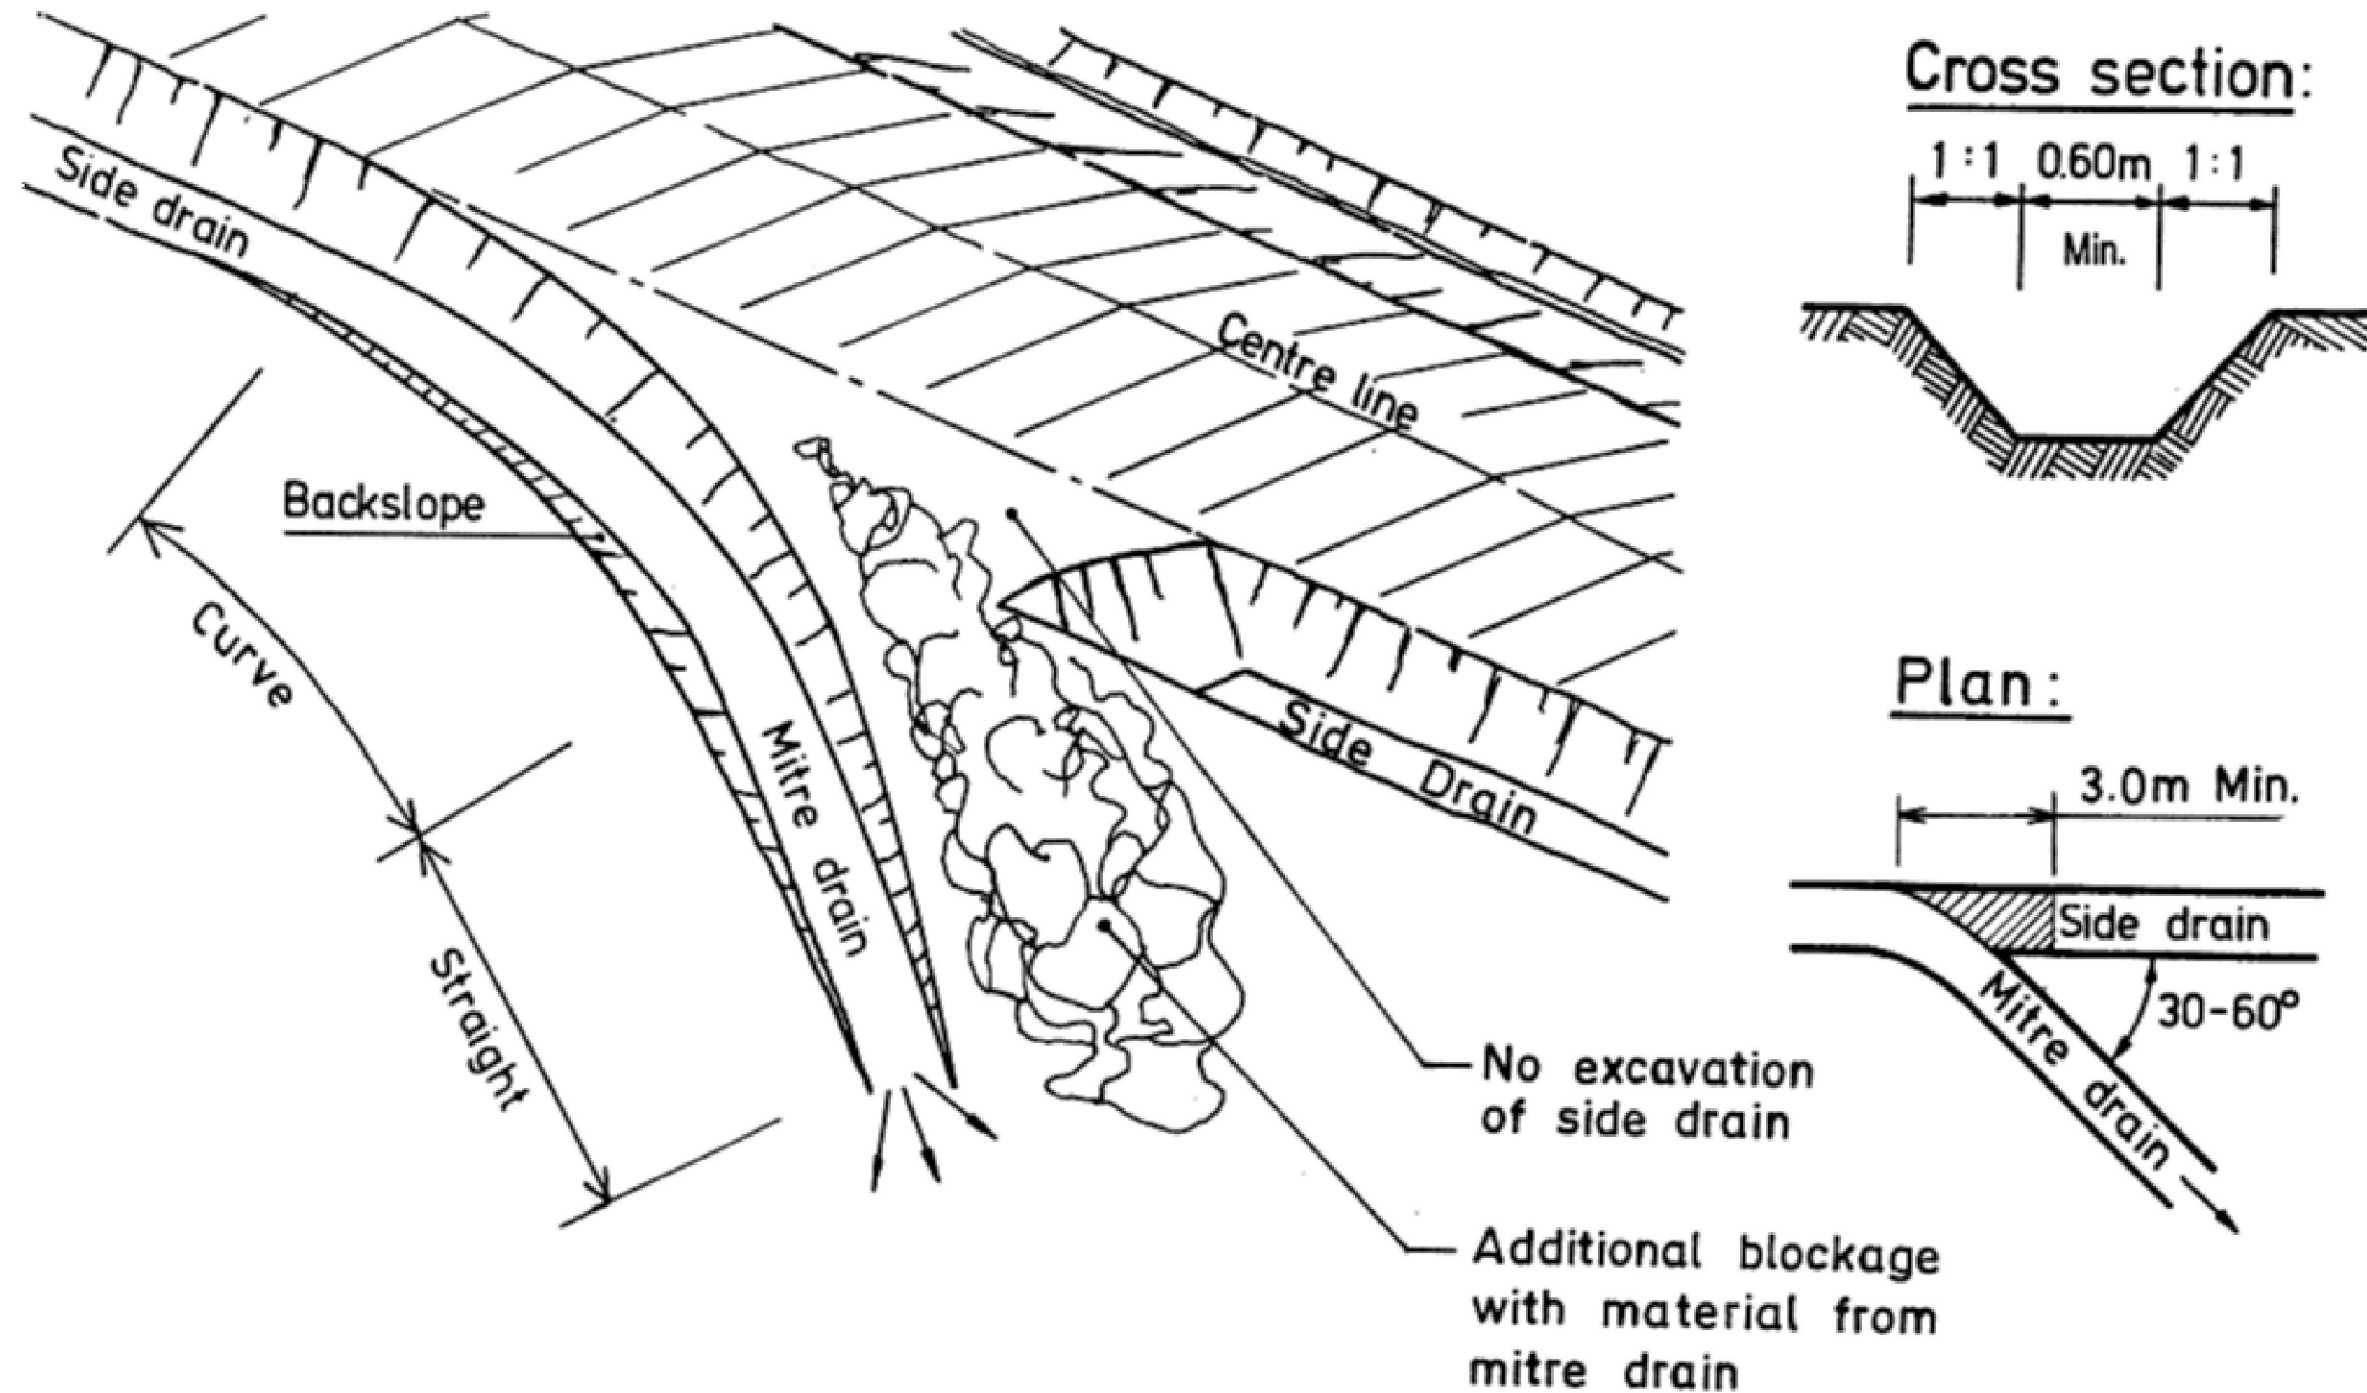 Side drain
Backslope
Curve
Straight
Mitre drain
Centre line
Side Drain
No excavation
of side drain
Additional blockage
with material from
mitre drain
Cross section:
1:1 0.60m 1:1
Min.
Plan:
3.0m Min.
Side drain
30-60°
Mitre drain